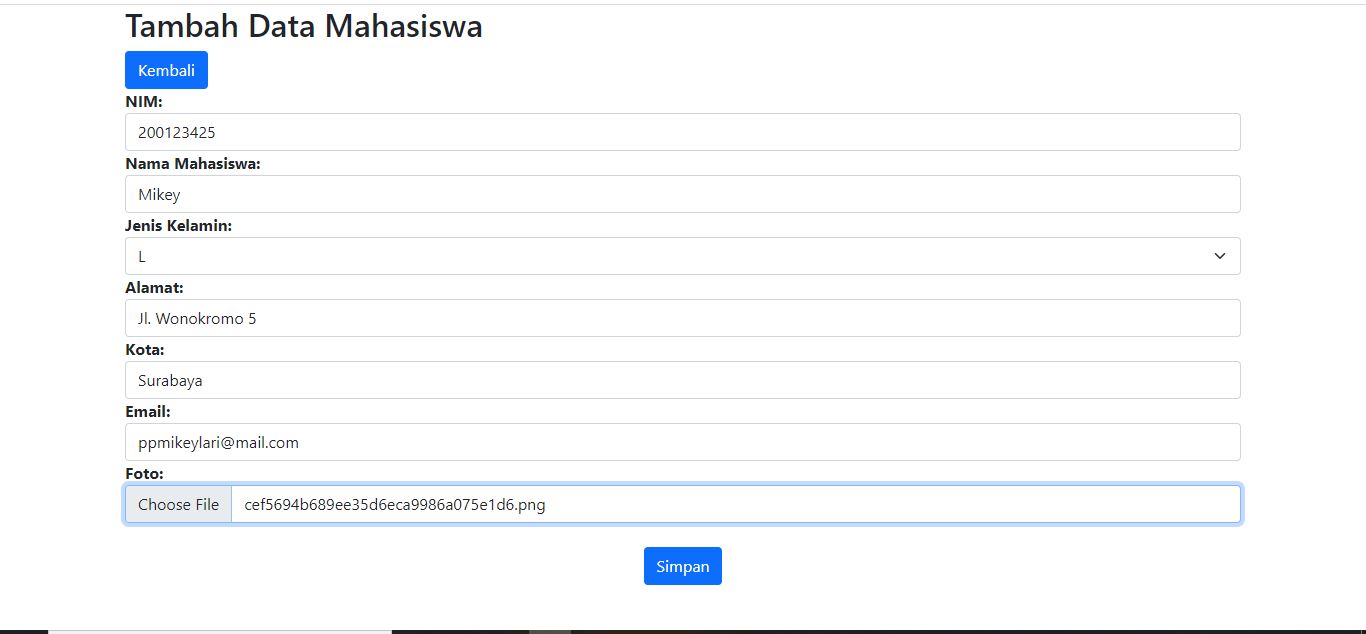 Tambah Data Mahasiswa
Kembali
NIM:
200123425
Nama Mahasiswa:
Mikey
Jenis Kelamin:
L
Alamat:
Jl. Wonokromo 5
Kota:
Surabaya
Email:
ppmikeylari@mail.com
Foto:
Choose File cef5694b689ee35d6eca9986a075e1d6.png
Simpan